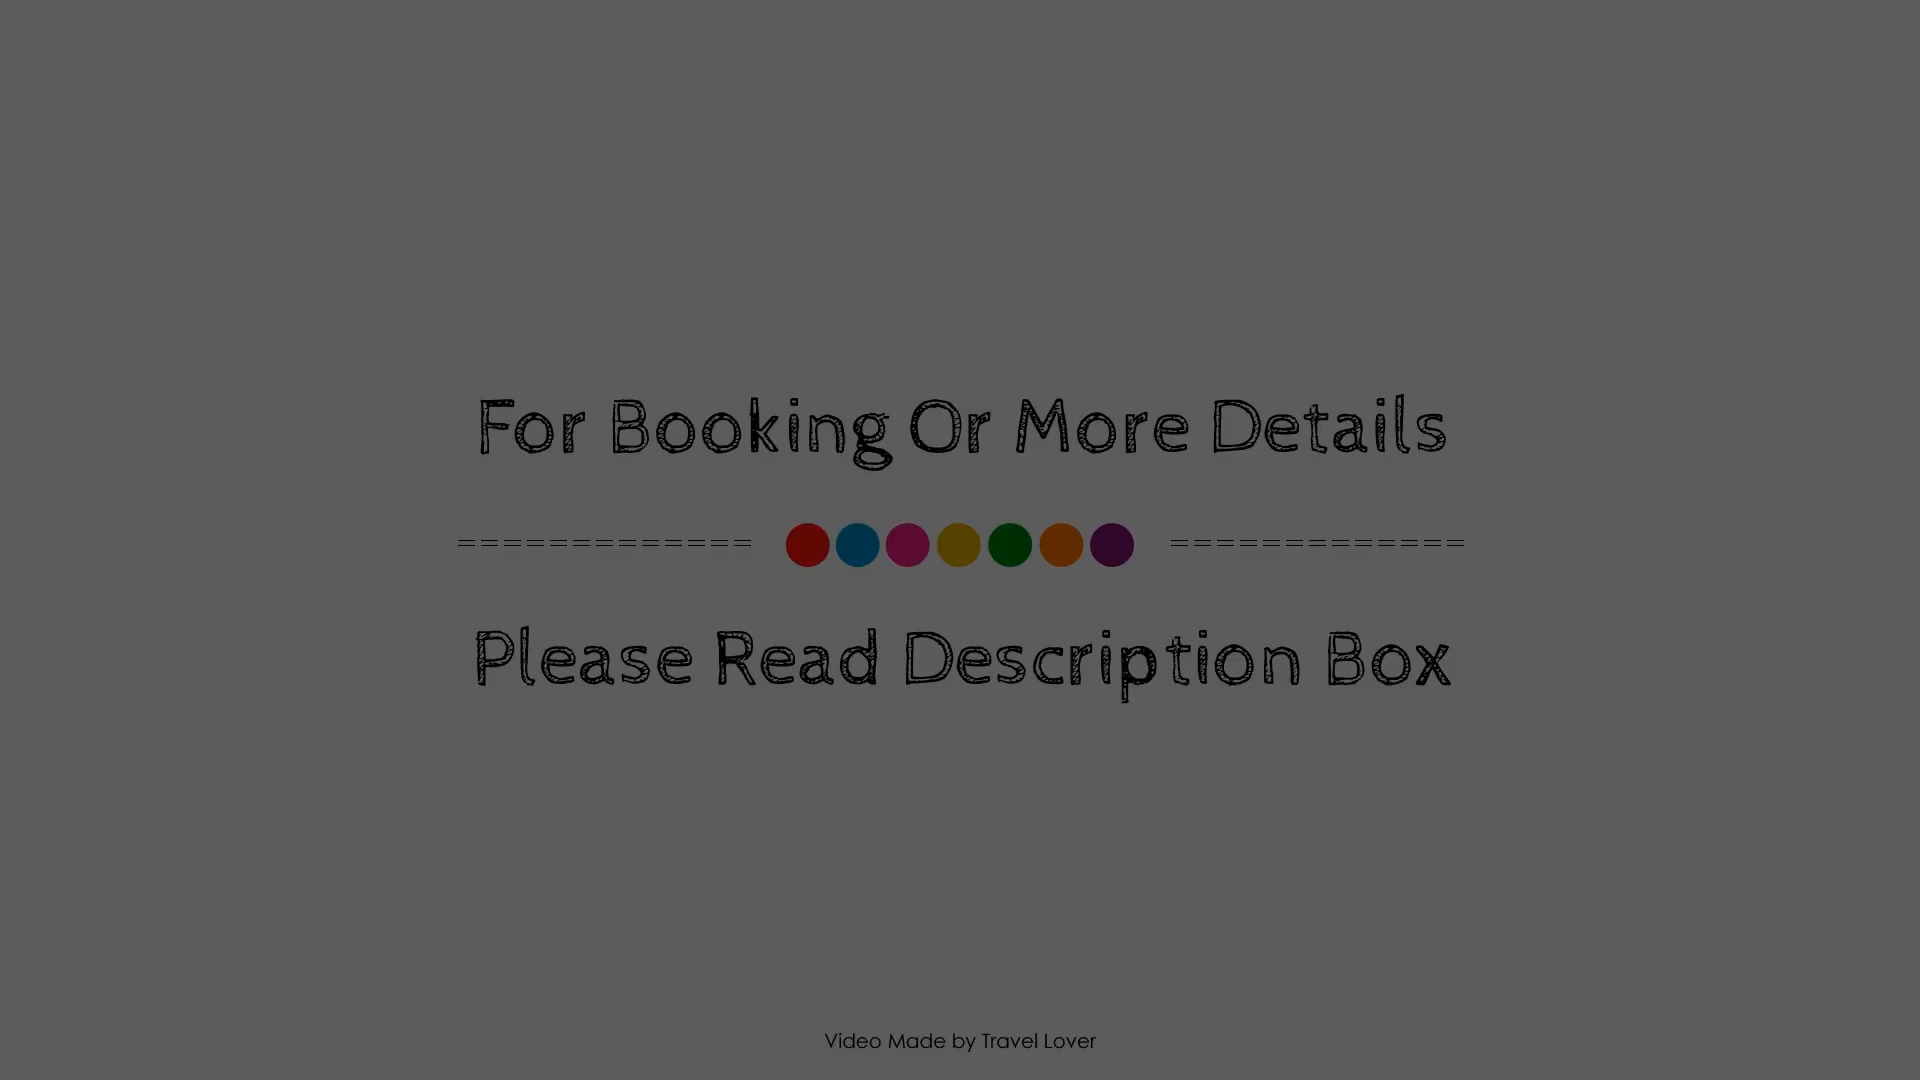 For Booking Or More Details
============= =============
Please Read Description Box
Video Made by Travel Lover